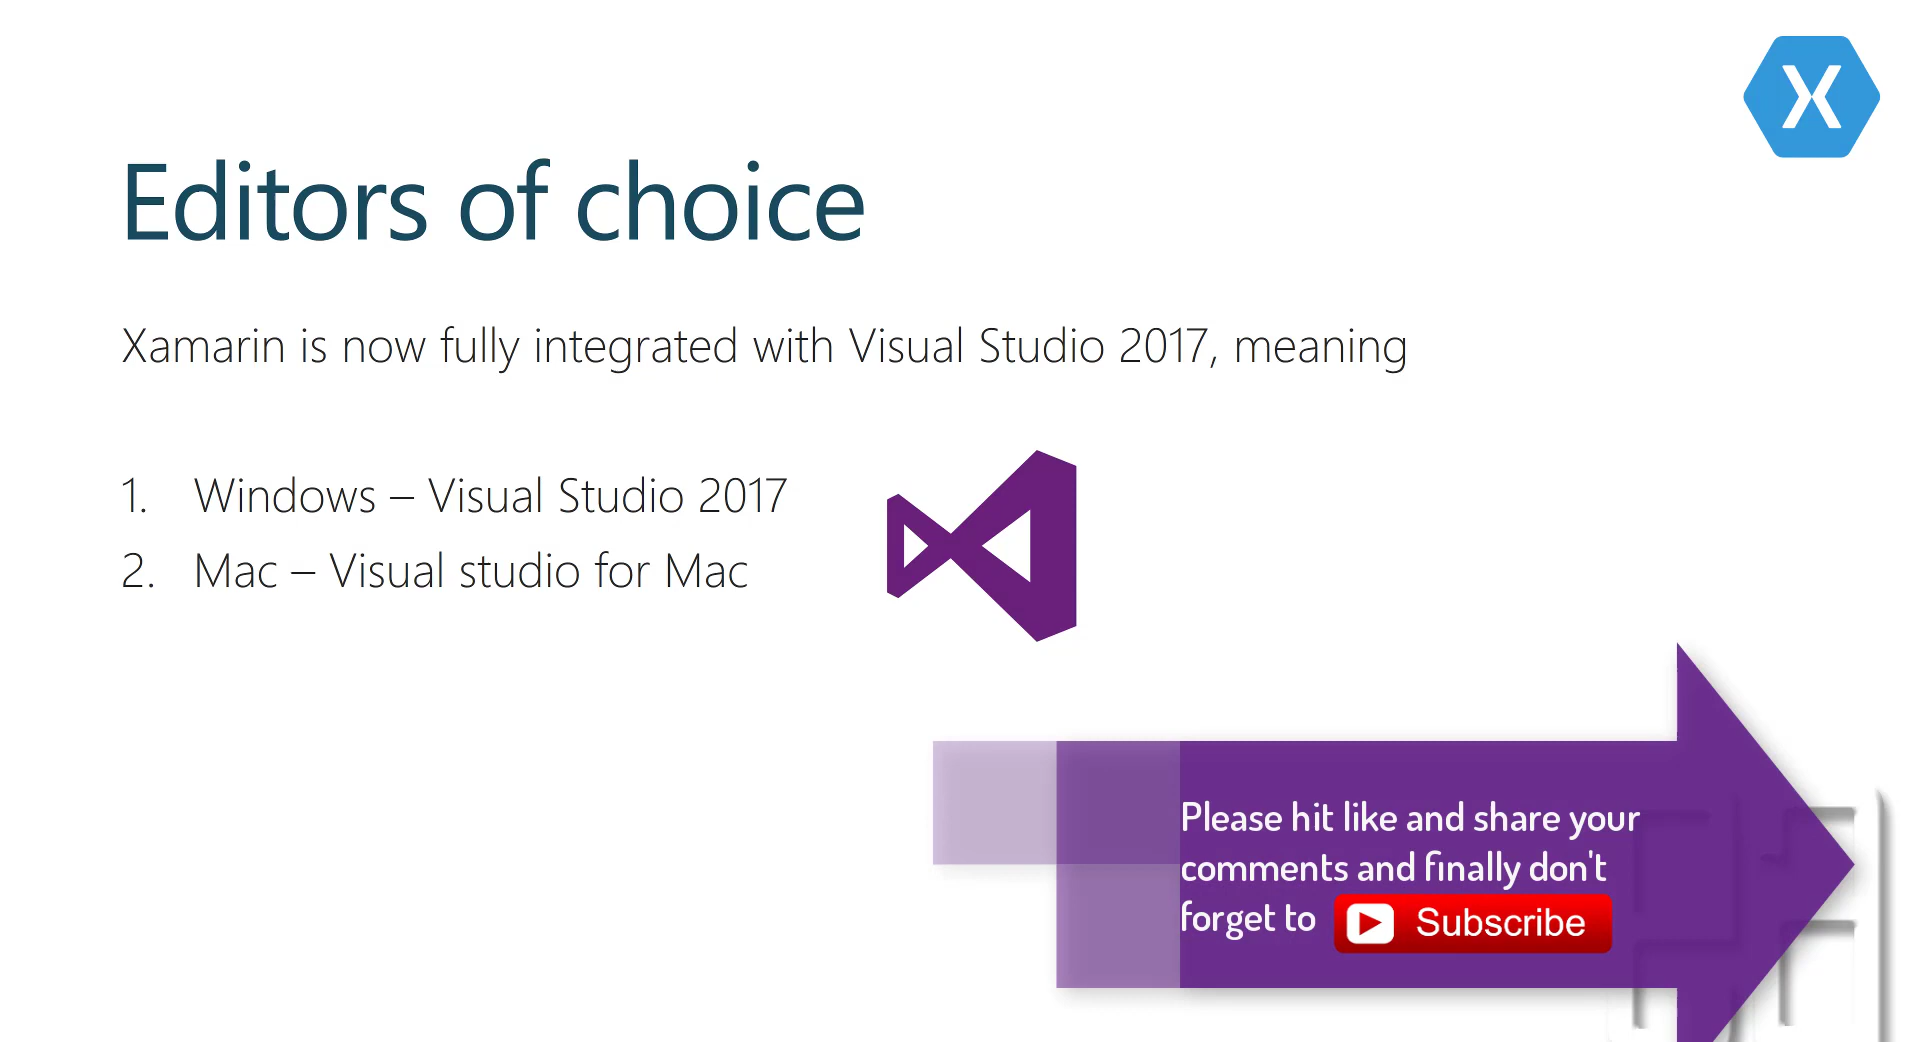 Editors of choice
Xamarin is now fully integrated with Visual Studio 2017, meaning
1. Windows – Visual Studio 2017
2. Mac – Visual studio for Mac
Please hit like and share your
comments and finally don't
forget to Subscribe